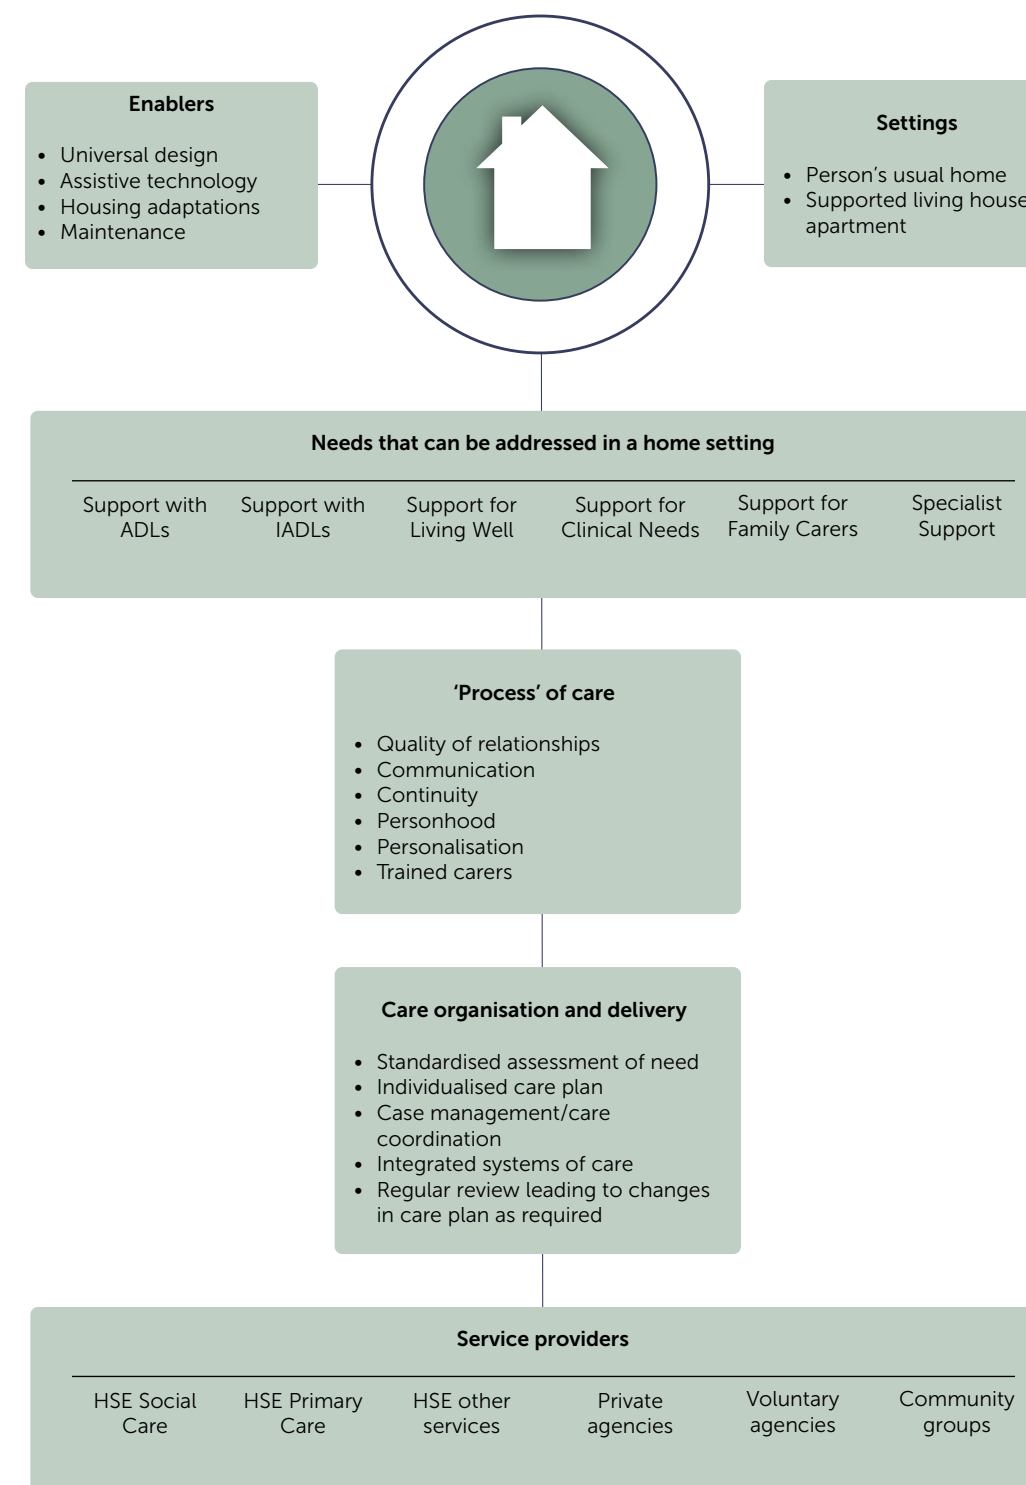 Enablers
• Universal design
• Assistive technology
• Housing adaptations
• Maintenance
Settings
• Person’s usual home
• Supported living house
apartment
Needs that can be addressed in a home setting
Support with
ADLs
Support with
IADLs
Support for
Living Well
Support for
Clinical Needs
Support for
Family Carers
Specialist
Support
‘Process’ of care
• Quality of relationships
• Communication
• Continuity
• Personhood
• Personalisation
• Trained carers
Care organisation and delivery
• Standardised assessment of need
• Individualised care plan
• Case management/care
coordination
• Integrated systems of care
• Regular review leading to changes
in care plan as required
Service providers
HSE Social
Care
HSE Primary
Care
HSE other
services
Private
agencies
Voluntary
agencies
Community
groups